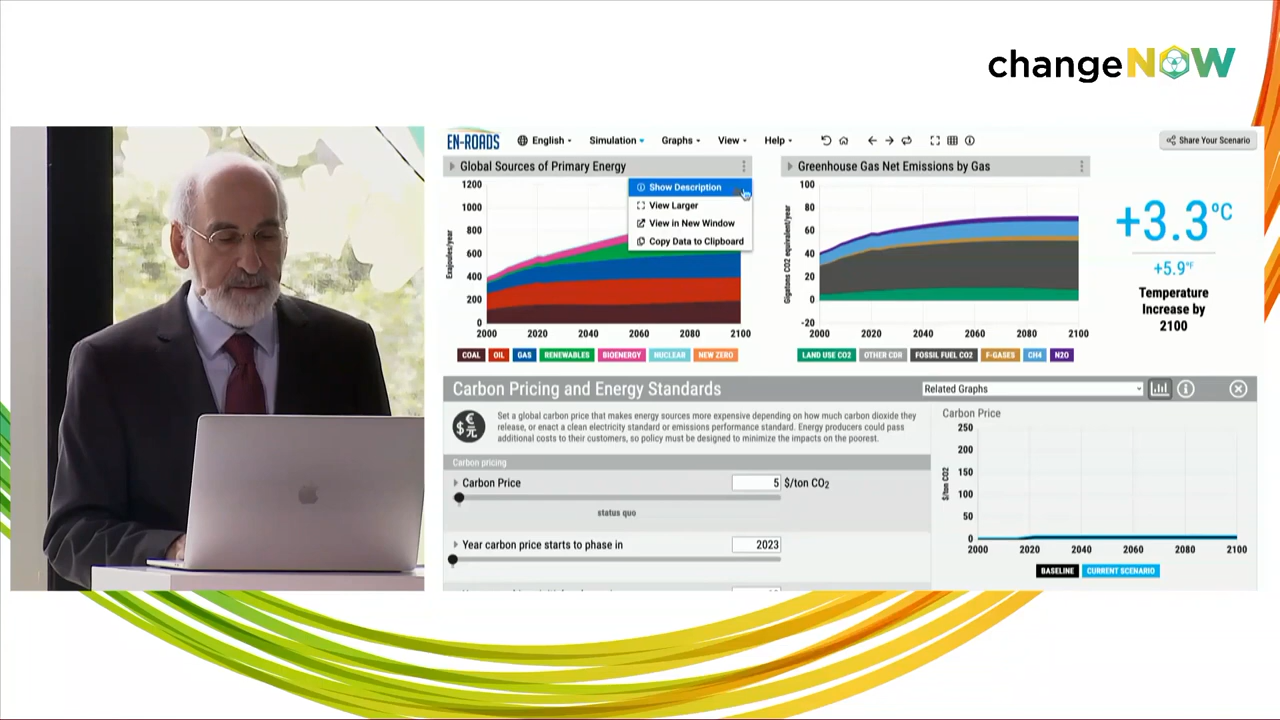 changeNOW
EN-ROADS
English
Simulation
Graphs
View
Help
Share Your Scenario
Global Sources of Primary Energy
Show Description
View Larger
View in New Window
Copy Data to Clipboard
1200
1000
800
600
400
200
0
Exajoules/year
2000 2020 2040 2060 2080 2100
COAL OIL GAS RENEWABLES BIOENERGY NUCLEAR NEW ZERO
Greenhouse Gas Net Emissions by Gas
100
80
60
40
20
0
-20
Gigatons CO2 equivalent/year
2000 2020 2040 2060 2080 2100
LAND USE CO2 OTHER CDR FOSSIL FUEL CO2 F-GASES CH4 N2O
+3.3°C
+5.9°F
Temperature
Increase by
2100
Carbon Pricing and Energy Standards
Related Graphs
Set a global carbon price that makes energy sources more expensive depending on how much carbon dioxide they
release, or enact a clean electricity standard or emissions performance standard. Energy producers could pass
additional costs to their customers, so policy must be designed to minimize the impacts on the poorest.
Carbon pricing
Carbon Price 5 $/ton CO2
status quo
Year carbon price starts to phase in 2023
Carbon Price
250
200
150
100
50
0
$/ton CO2
2000 2020 2040 2060 2080 2100
BASELINE CURRENT SCENARIO